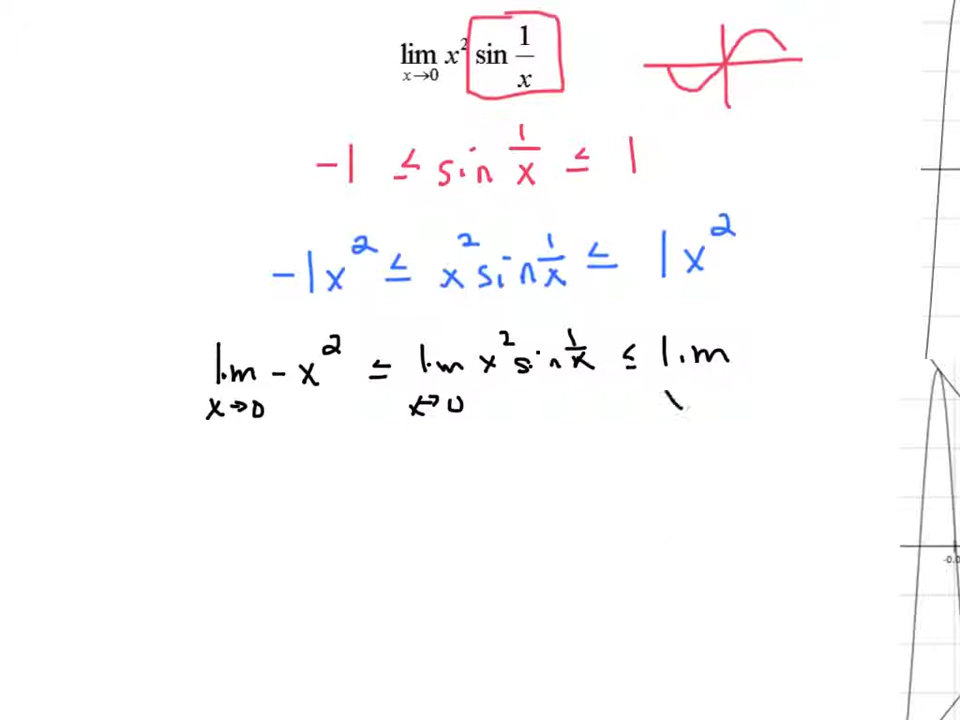 lim x→0 x² sin 1/x
-1 ≤ sin 1/x ≤ 1
-1x² ≤ x² sin 1/x ≤ 1x²
lim x→0 -x² ≤ lim x→0 x² sin 1/x ≤ lim